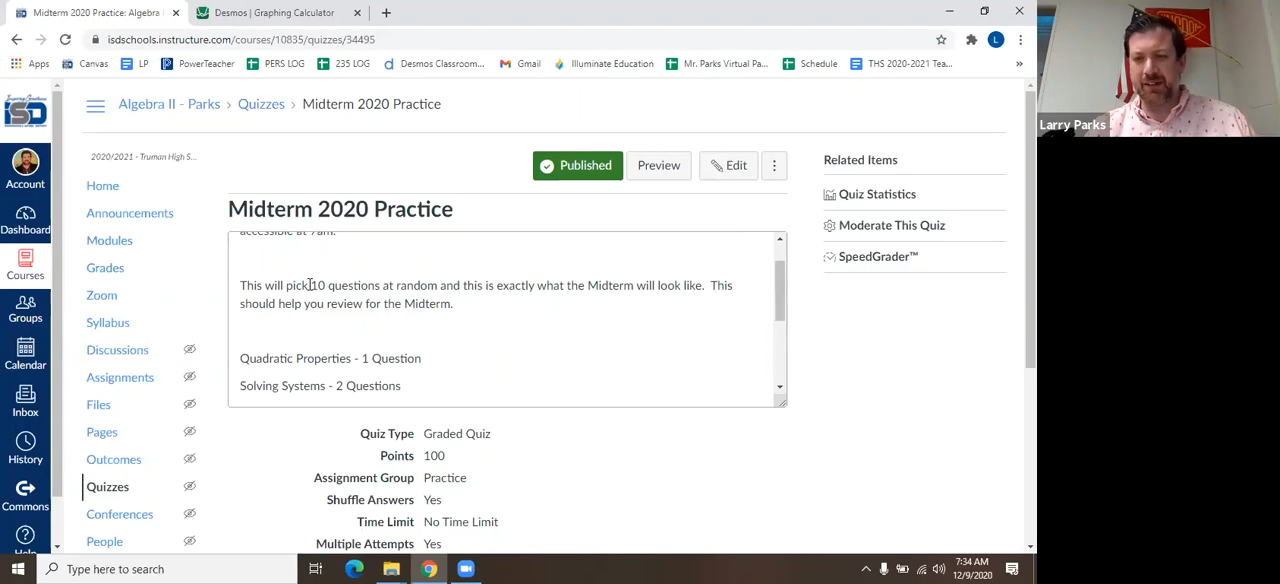 Midterm 2020 Practice: Algebra I
Desmos | Graphing Calculator
isdschools.instructure.com/courses/10835/quizzes/34495
Apps Canvas LP PowerTeacher PERS LOG 235 LOG Desmos Classroom... Gmail Illuminate Education Mr. Parks Virtual Pa... Schedule THS 2020-2021 Tea... »
ISD
Algebra II - Parks › Quizzes › Midterm 2020 Practice
2020/2021 - Truman High S...
Account
Dashboard
Courses
Groups
Calendar
Inbox
History
Commons
Help
Home
Announcements
Modules
Grades
Zoom
Syllabus
Discussions
Assignments
Files
Pages
Outcomes
Quizzes
Conferences
People
Published Preview Edit
Midterm 2020 Practice
accessible at 7am.
This will pick 10 questions at random and this is exactly what the Midterm will look like. This
should help you review for the Midterm.
Quadratic Properties - 1 Question
Solving Systems - 2 Questions
Quiz Type Graded Quiz
Points 100
Assignment Group Practice
Shuffle Answers Yes
Time Limit No Time Limit
Multiple Attempts Yes
Related Items
Quiz Statistics
Moderate This Quiz
SpeedGrader™
Larry Parks
Type here to search
7:34 AM
12/9/2020